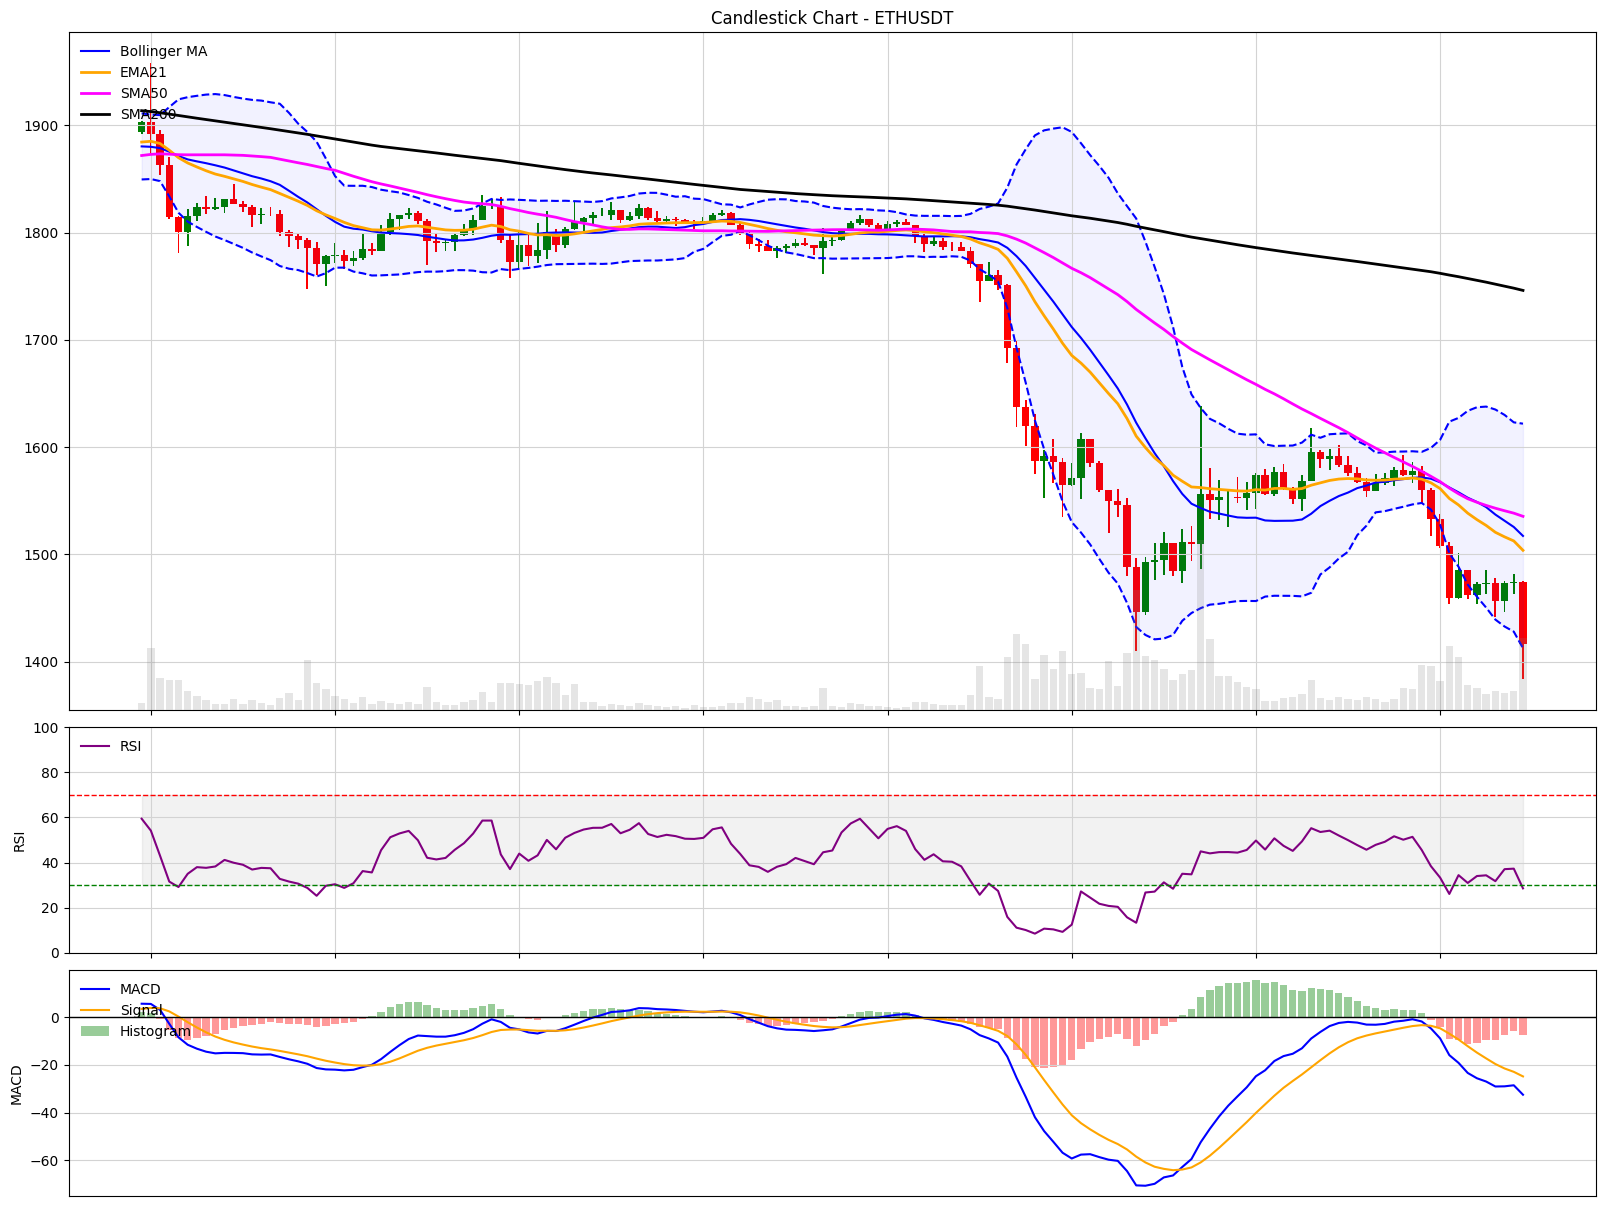 Candlestick Chart - ETHUSDT
Bollinger MA
EMA21
SMA50
SMA200
1900
1800
1700
1600
1500
1400
RSI
100
80
60
40
20
0
RSI
MACD
Signal
Histogram
0
−20
−40
−60
MACD